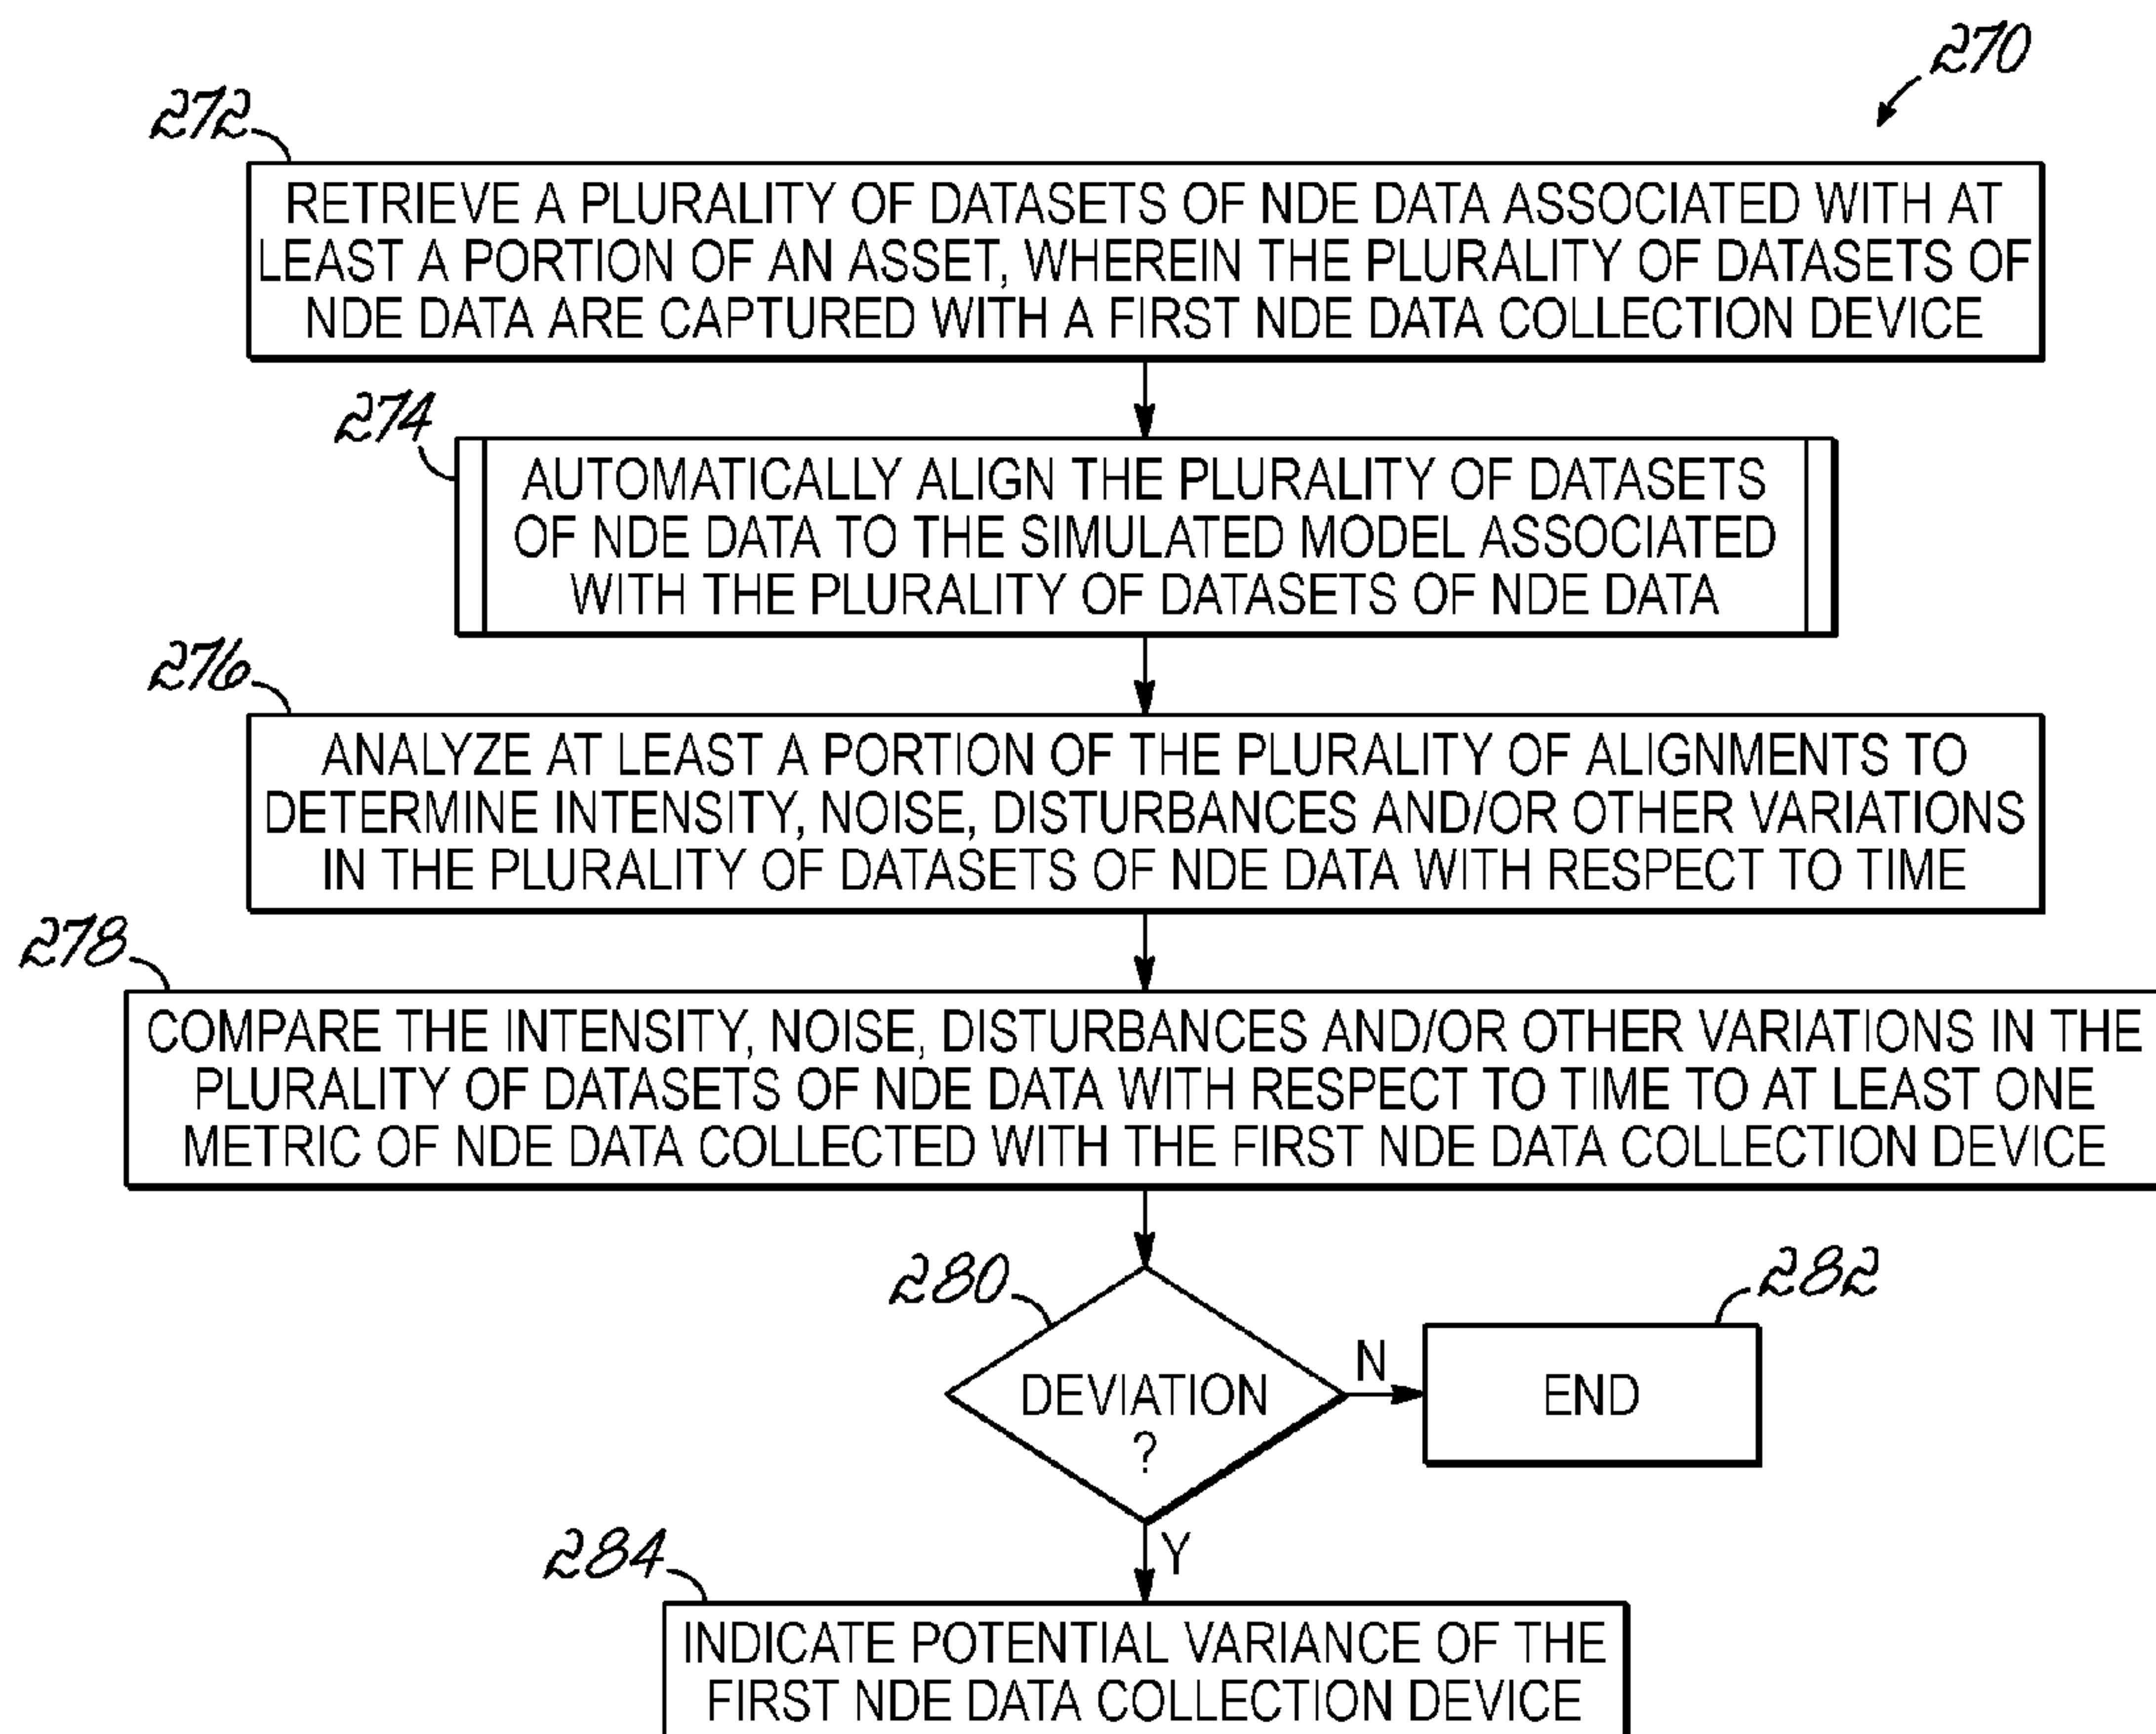 270
272
RETRIEVE A PLURALITY OF DATASETS OF NDE DATA ASSOCIATED WITH AT
LEAST A PORTION OF AN ASSET, WHEREIN THE PLURALITY OF DATASETS OF
NDE DATA ARE CAPTURED WITH A FIRST NDE DATA COLLECTION DEVICE
274
AUTOMATICALLY ALIGN THE PLURALITY OF DATASETS
OF NDE DATA TO THE SIMULATED MODEL ASSOCIATED
WITH THE PLURALITY OF DATASETS OF NDE DATA
276
ANALYZE AT LEAST A PORTION OF THE PLURALITY OF ALIGNMENTS TO
DETERMINE INTENSITY, NOISE, DISTURBANCES AND/OR OTHER VARIATIONS
IN THE PLURALITY OF DATASETS OF NDE DATA WITH RESPECT TO TIME
278
COMPARE THE INTENSITY, NOISE, DISTURBANCES AND/OR OTHER VARIATIONS IN THE
PLURALITY OF DATASETS OF NDE DATA WITH RESPECT TO TIME TO AT LEAST ONE
METRIC OF NDE DATA COLLECTED WITH THE FIRST NDE DATA COLLECTION DEVICE
280
DEVIATION
?
N
282
END
Y
284
INDICATE POTENTIAL VARIANCE OF THE
FIRST NDE DATA COLLECTION DEVICE